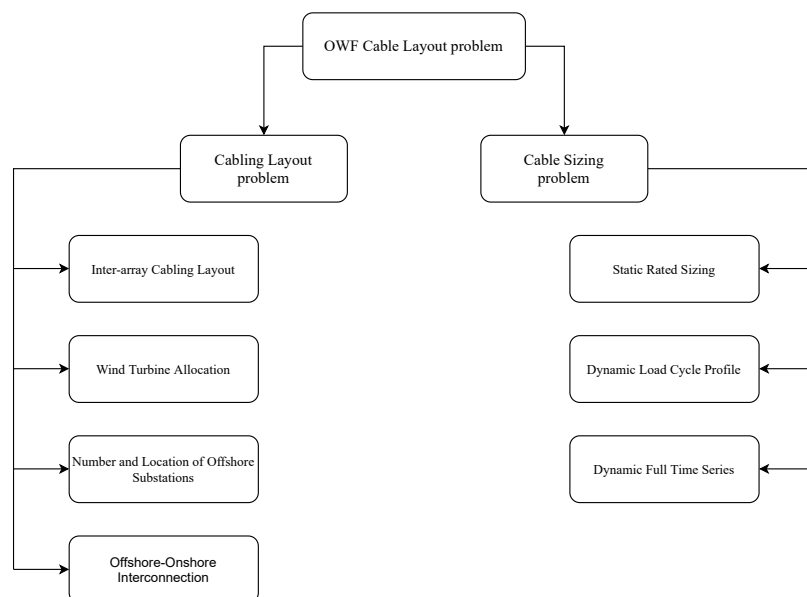 OWF Cable Layout problem
Cabling Layout
problem
Cable Sizing
problem
Inter-array Cabling Layout
Static Rated Sizing
Wind Turbine Allocation
Dynamic Load Cycle Profile
Number and Location of Offshore
Substations
Dynamic Full Time Series
Offshore-Onshore
Interconnection